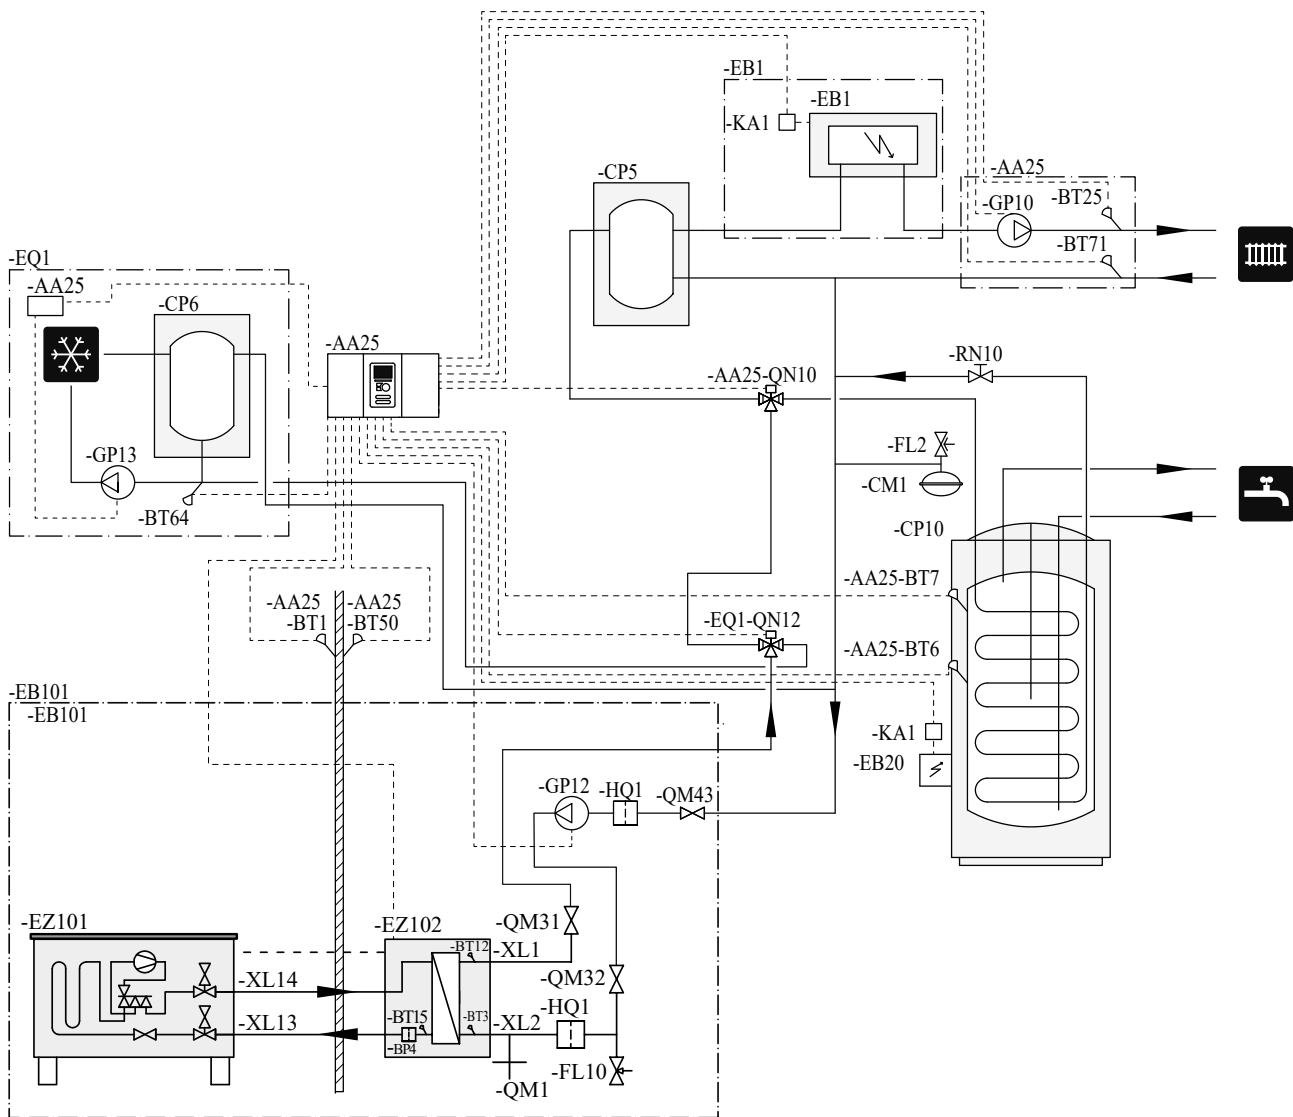 -EB1
-EB1
-KA1
-CP5
-AA25
-GP10
-BT25
-BT71
-EQ1
-AA25
-CP6
-AA25
-RN10
-AA25-QN10
-FL2
-GP13
-CM1
-BT64
-CP10
-AA25-BT7
-AA25
-BT1
-AA25
-BT50
-EQ1-QN12
-AA25-BT6
-EB101
-EB101
-KA1
-EB20
-GP12
-HQ1
-QM43
-EZ101
-EZ102
-QM31
-BT12
-XL1
-XL14
-QM32
-HQ1
-XL13
-BT15
-BT3
-XL2
-BP4
-FL10
-QM1